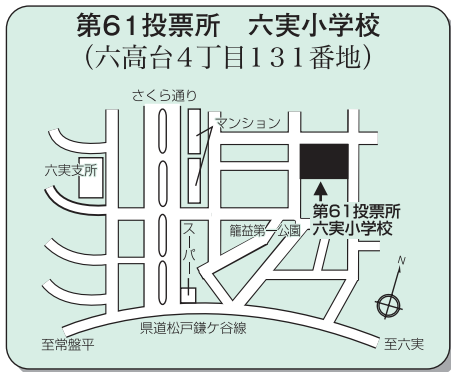 第61投票所　六実小学校
（六高台4丁目131番地）
さくら通り
マンション
六実支所
第61投票所
六実小学校
籠益第一公園
スーパー
N
県道松戸鎌ケ谷線
至常盤平
至六実